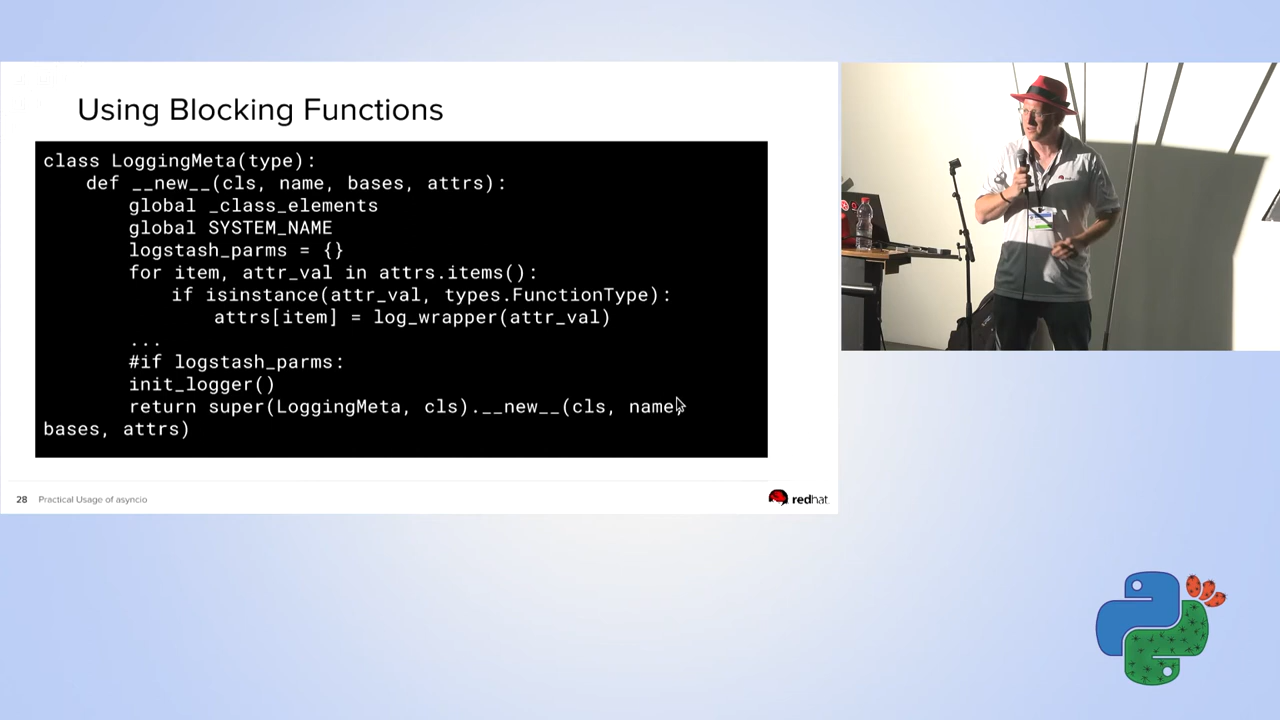 Using Blocking Functions
class LoggingMeta(type):
    def __new__(cls, name, bases, attrs):
        global _class_elements
        global SYSTEM_NAME
        logstash_parms = {}
        for item, attr_val in attrs.items():
            if isinstance(attr_val, types.FunctionType):
                attrs[item] = log_wrapper(attr_val)
        ...
        #if logstash_parms:
        init_logger()
        return super(LoggingMeta, cls).__new__(cls, name,
bases, attrs)
28 Practical Usage of asyncio
redhat.